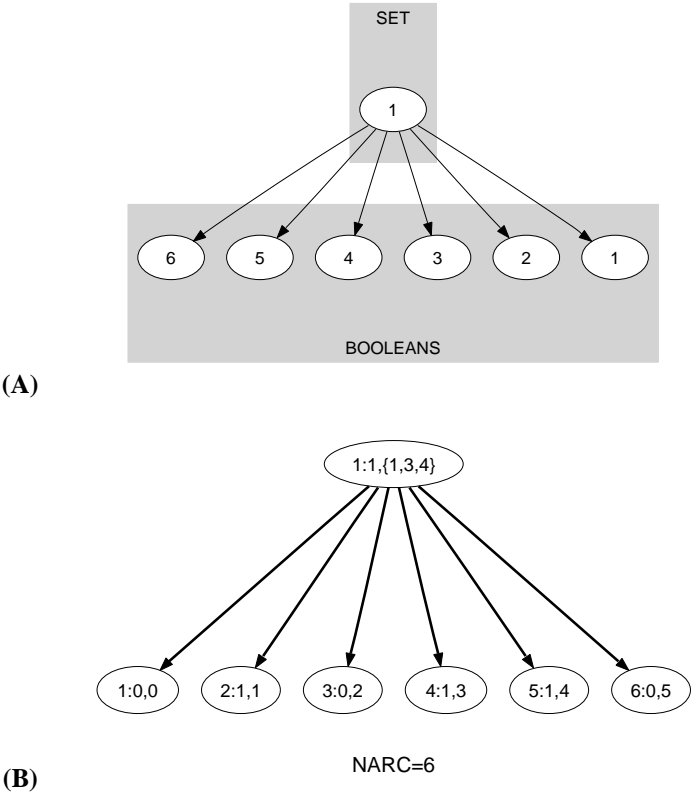 SET
1
6 5 4 3 2 1
BOOLEANS
(A)
1:1,{1,3,4}
1:0,0 2:1,1 3:0,2 4:1,3 5:1,4 6:0,5
NARC=6
(B)